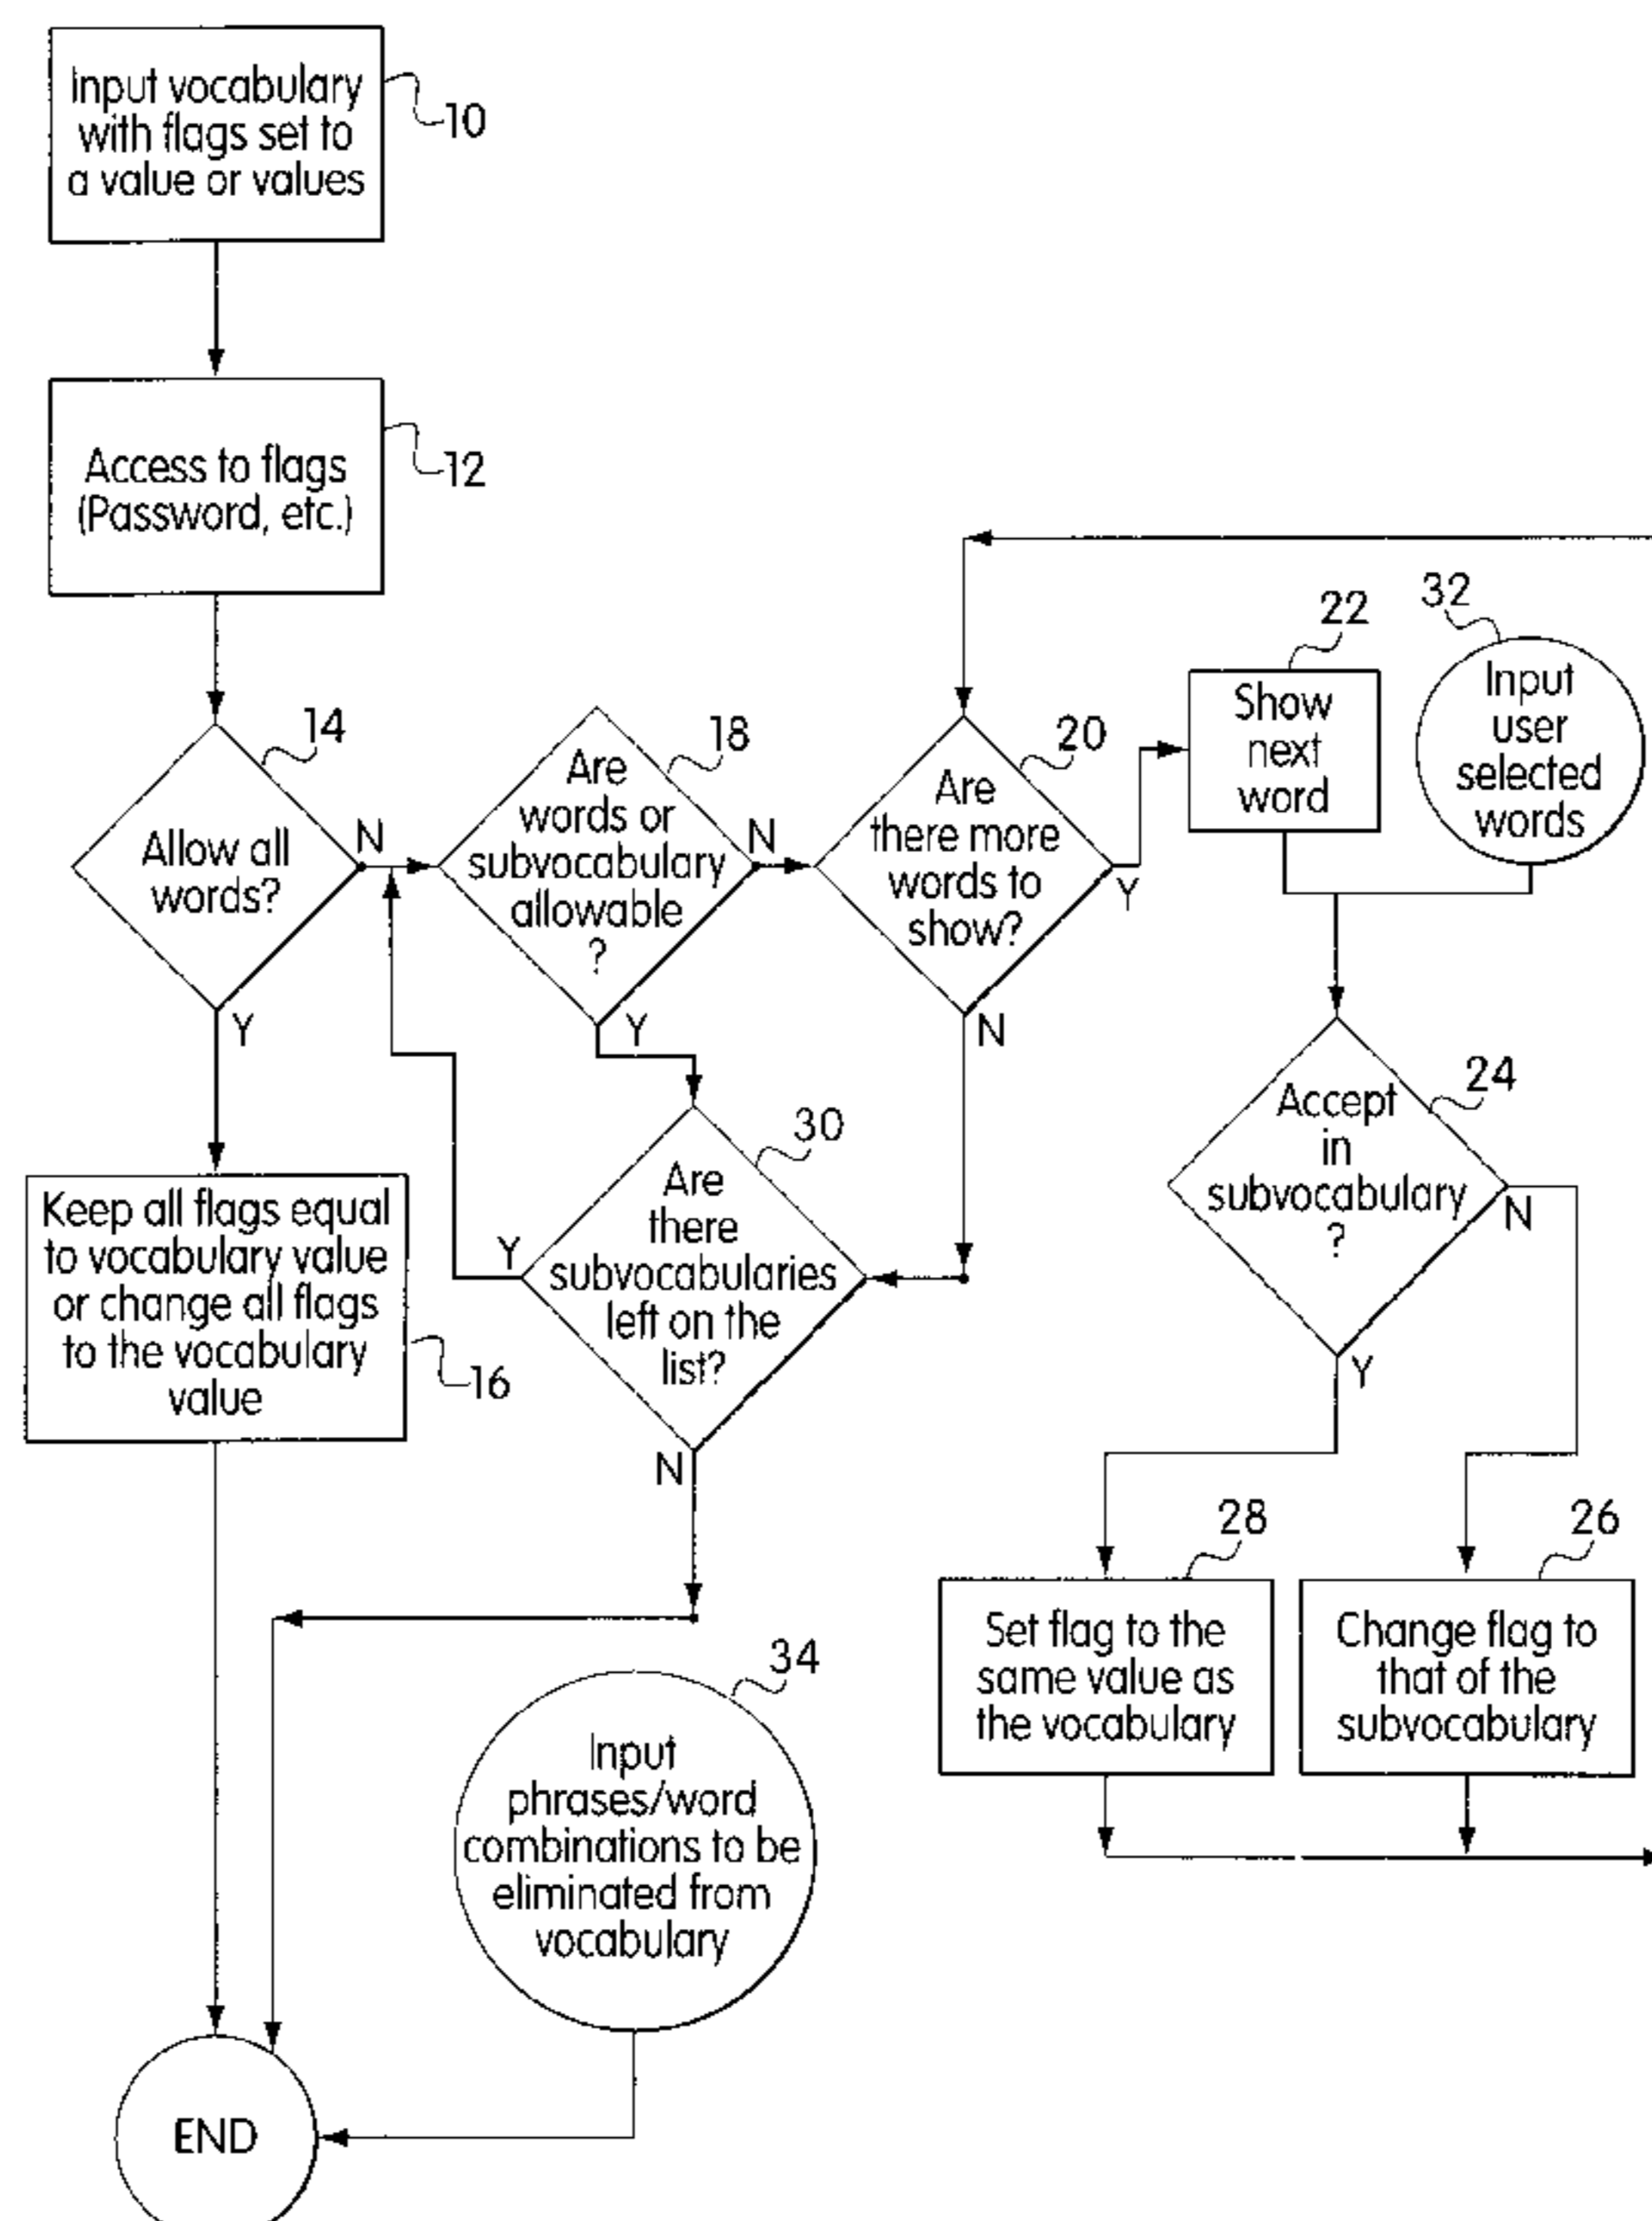 Input vocabulary
with flags set to
a value or values
10
Access to flags
(Password, etc.)
12
Allow all
words?
14
N
Y
Keep all flags equal
to vocabulary value
or change all flags
to the vocabulary
value
16
Are
words or
subvocabulary
allowable
?
18
N
Y
Are
there more
words to
show?
20
Y
N
Show
next
word
22
Input
user
selected
words
32
Accept
in
subvocabulary
?
24
N
Y
Are
there
subvocabularies
left on the
list?
30
Y
N
Set flag to the
same value as
the vocabulary
28
Change flag to
that of the
subvocabulary
26
Input
phrases/word
combinations to be
eliminated from
vocabulary
34
END